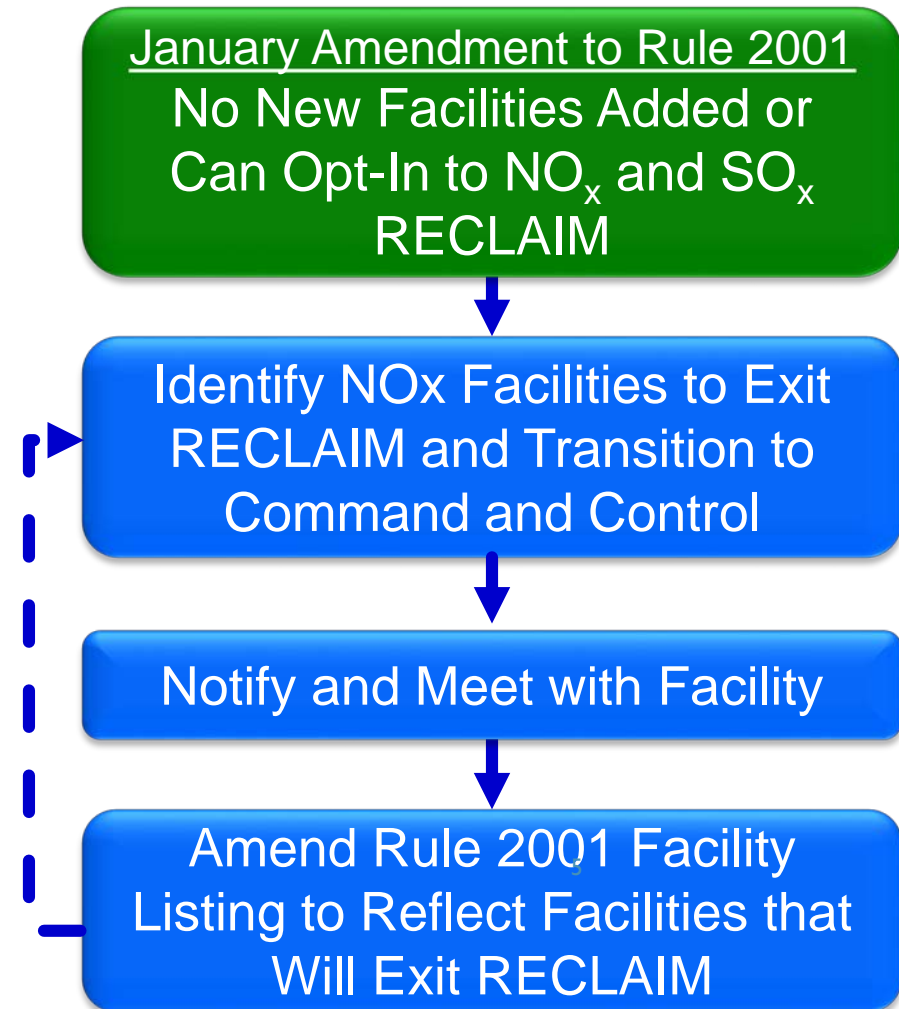 January Amendment to Rule 2001
No New Facilities Added or
Can Opt-In to NOx and SOx
RECLAIM
Identify NOx Facilities to Exit
RECLAIM and Transition to
Command and Control
Notify and Meet with Facility
Amend Rule 2001 Facility
5
Listing to Reflect Facilities that
Will Exit RECLAIM